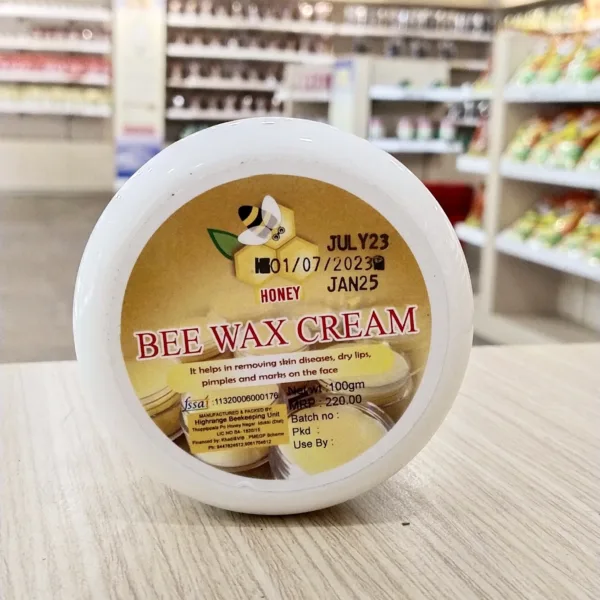 JULY23
01/07/2023
JAN25
HONEY
BEE WAX CREAM
It helps in removing skin diseases, dry lips,
pimples and marks on the face
fssai :11320006000176
MANUFACTURED & PACKED BY:
Highrange Beekeeping Unit
Net wt :100gm
MRP : 220.00
Batch no :
Pkd :
Use By :